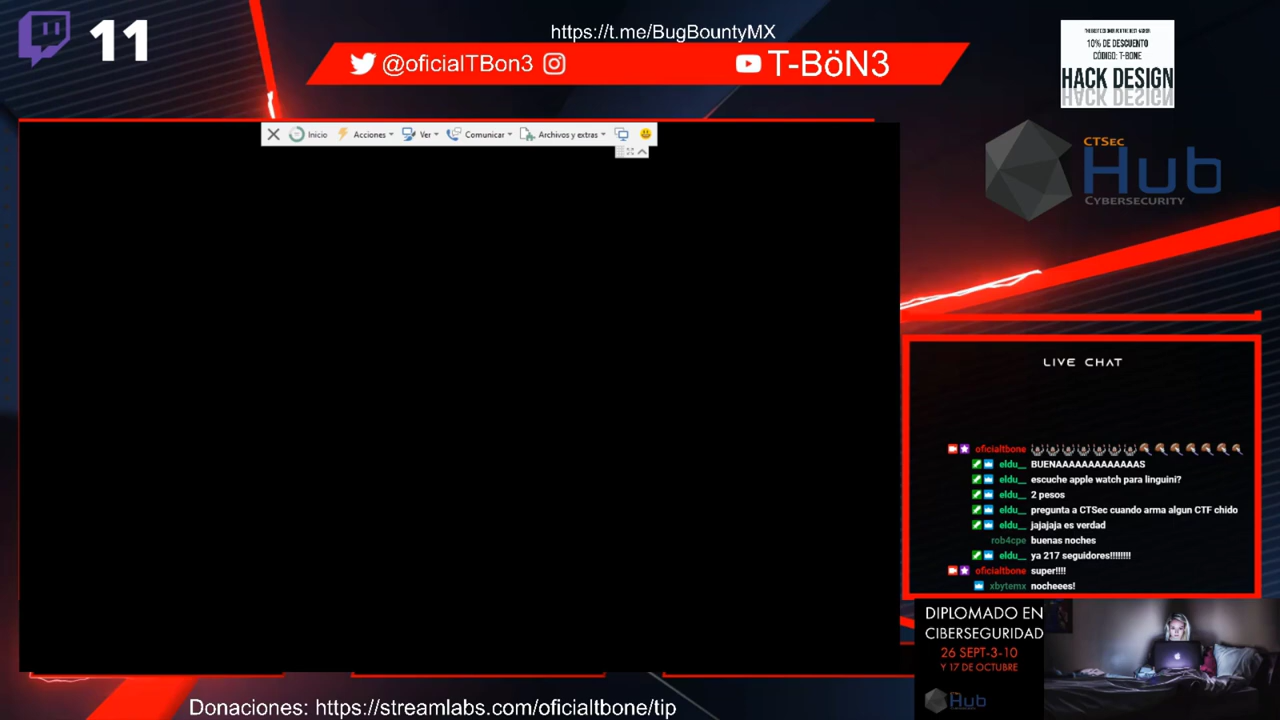 11
https://t.me/BugBountyMX
@oficialTBon3
T-BöN3
10% DE DESCUENTO
CÓDIGO: T-BONE
HACK DESIGN
CTSec
Hub
CYBERSECURITY
Inicio Acciones Ver Comunicar Archivos y extras
LIVE CHAT
oficialtbone
eldu__ BUENAAAAAAAAAAAAS
eldu__ escuche apple watch para linguini?
eldu__ 2 pesos
eldu__ pregunta a CTSec cuando arma algun CTF chido
eldu__ jajajaja es verdad
rob4cpe buenas noches
eldu__ ya 217 seguidores!!!!!!!!
oficialtbone super!!!!
xbytemx nocheees!
DIPLOMADO EN
CIBERSEGURIDAD
26 SEPT-3-10
Y 17 DE OCTUBRE
Hub
Donaciones: https://streamlabs.com/oficialtbone/tip